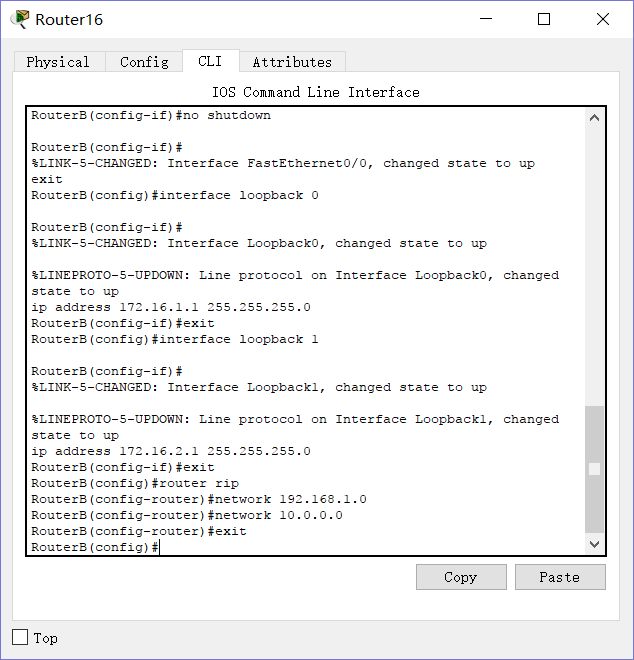 Router16
Physical Config CLI Attributes
IOS Command Line Interface
RouterB(config-if)#no shutdown
RouterB(config-if)#
%LINK-5-CHANGED: Interface FastEthernet0/0, changed state to up
exit
RouterB(config)#interface loopback 0
RouterB(config-if)#
%LINK-5-CHANGED: Interface Loopback0, changed state to up
%LINEPROTO-5-UPDOWN: Line protocol on Interface Loopback0, changed
state to up
ip address 172.16.1.1 255.255.255.0
RouterB(config-if)#exit
RouterB(config)#interface loopback 1
RouterB(config-if)#
%LINK-5-CHANGED: Interface Loopback1, changed state to up
%LINEPROTO-5-UPDOWN: Line protocol on Interface Loopback1, changed
state to up
ip address 172.16.2.1 255.255.255.0
RouterB(config-if)#exit
RouterB(config)#router rip
RouterB(config-router)#network 192.168.1.0
RouterB(config-router)#network 10.0.0.0
RouterB(config-router)#exit
RouterB(config)#
Copy Paste
Top